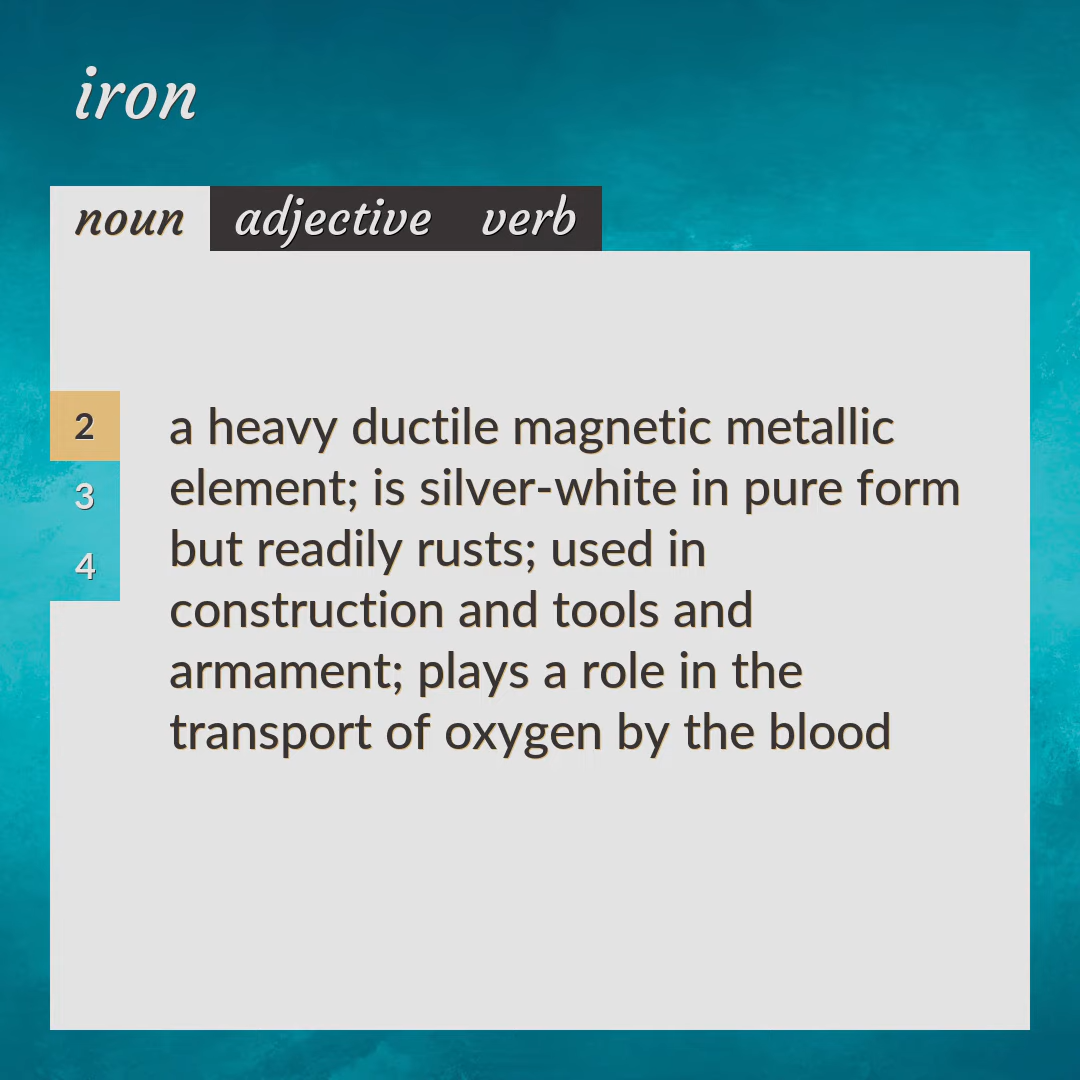 iron
noun adjective verb
2 a heavy ductile magnetic metallic
3 element; is silver-white in pure form
but readily rusts; used in
4 construction and tools and
armament; plays a role in the
transport of oxygen by the blood